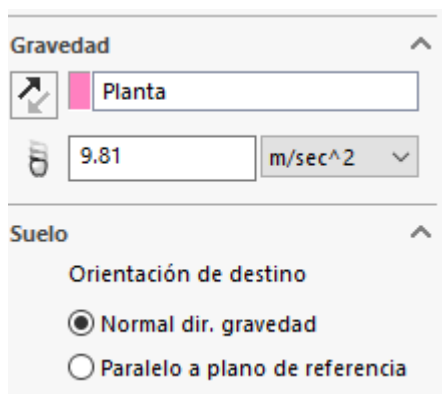 Gravedad
Planta
9.81 m/sec^2
Suelo
Orientación de destino
Normal dir. gravedad
Paralelo a plano de referencia